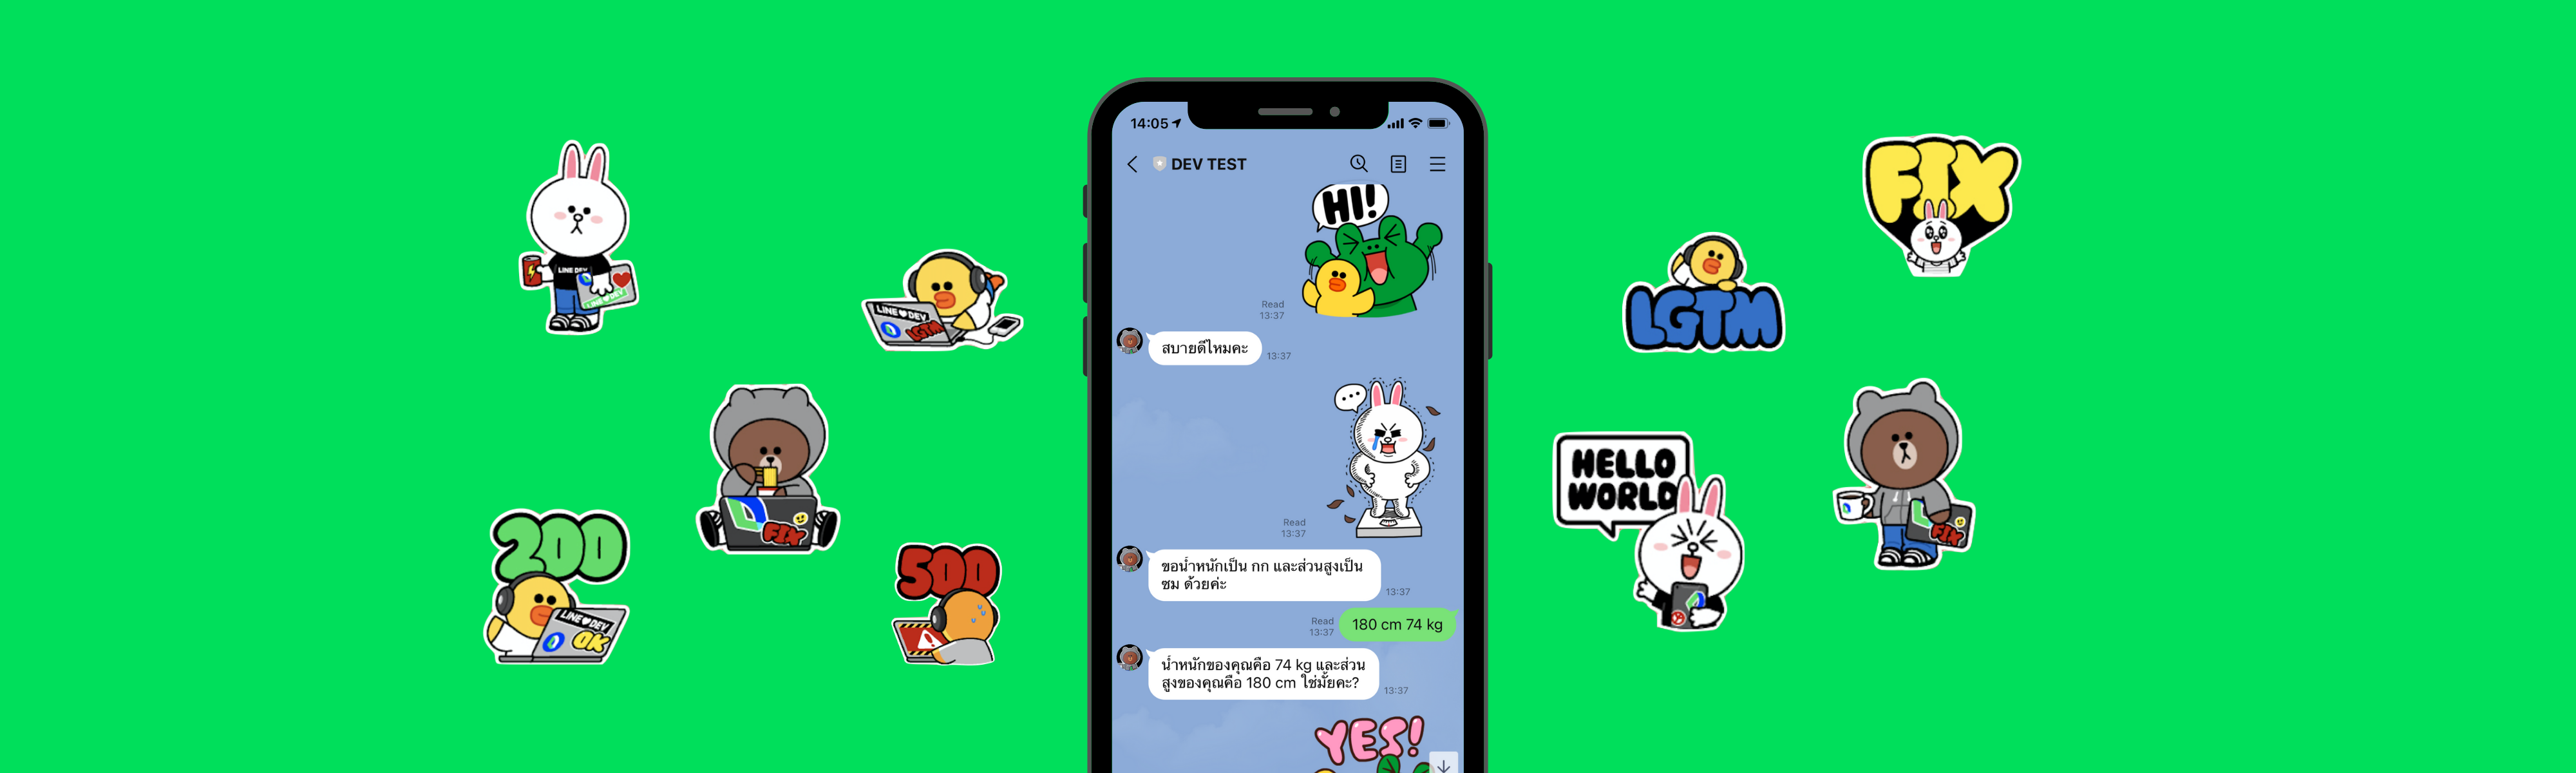 LINE DEV
LINE DEV
LINE DEV
LGTM
FIX
200
LINE DEV
OK
500
14:05
DEV TEST
HI!
Read
13:37
สบายดีไหมคะ
13:37
...
Read
13:37
ขอน้ำหนักเป็น กก และส่วนสูงเป็น
ซม ด้วยค่ะ
13:37
Read
13:37
180 cm 74 kg
น้ำหนักของคุณคือ 74 kg และส่วน
สูงของคุณคือ 180 cm ใช่มั้ยคะ?
13:37
YES!
FIX
LGTM
HELLO
WORLD
FIX